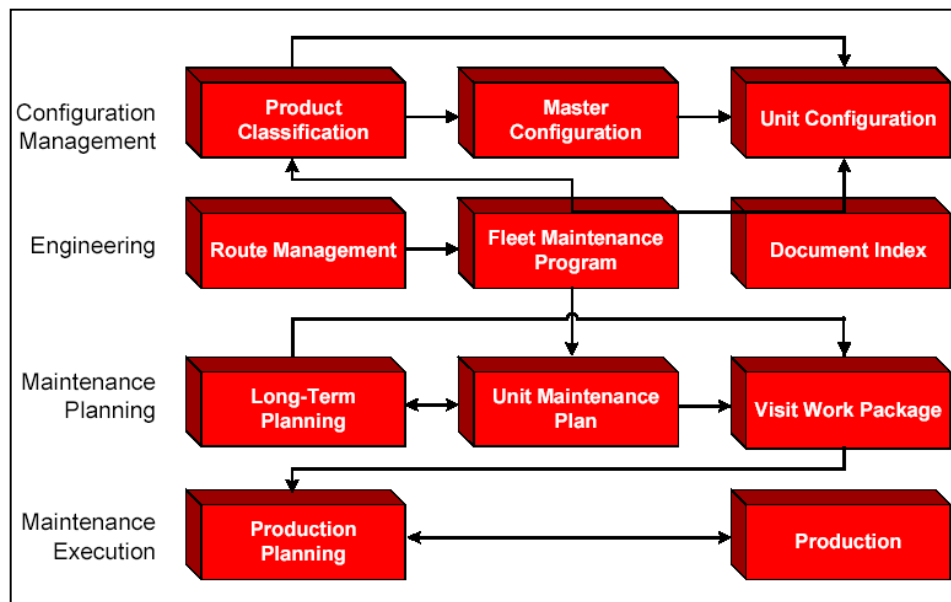 Configuration
Management
Product
Classification
Master
Configuration
Unit Configuration
Engineering
Route Management
Fleet Maintenance
Program
Document Index
Maintenance
Planning
Long-Term
Planning
Unit Maintenance
Plan
Visit Work Package
Maintenance
Execution
Production
Planning
Production